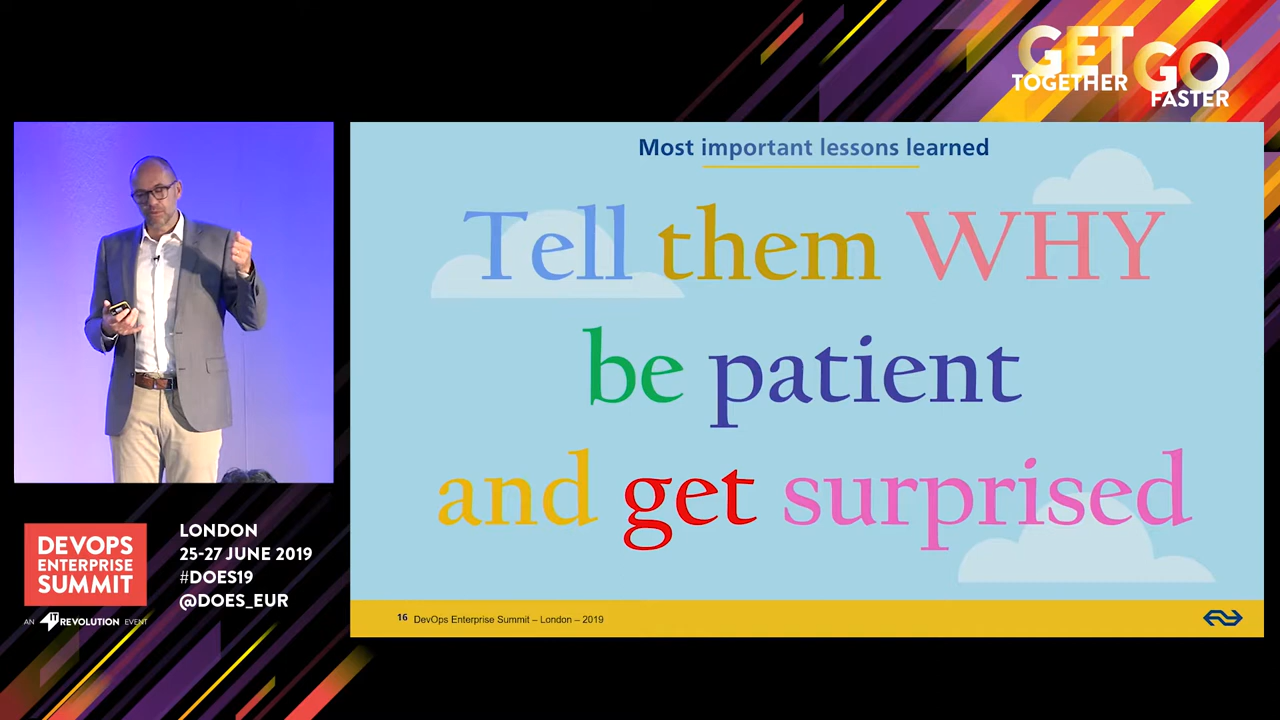 GET GO
TOGETHER
FASTER
Most important lessons learned
Tell them WHY
be patient
and get surprised
16 DevOps Enterprise Summit – London – 2019
DEVOPS
ENTERPRISE
SUMMIT
AN IT REVOLUTION EVENT
LONDON
25-27 JUNE 2019
#DOES19
@DOES_EUR